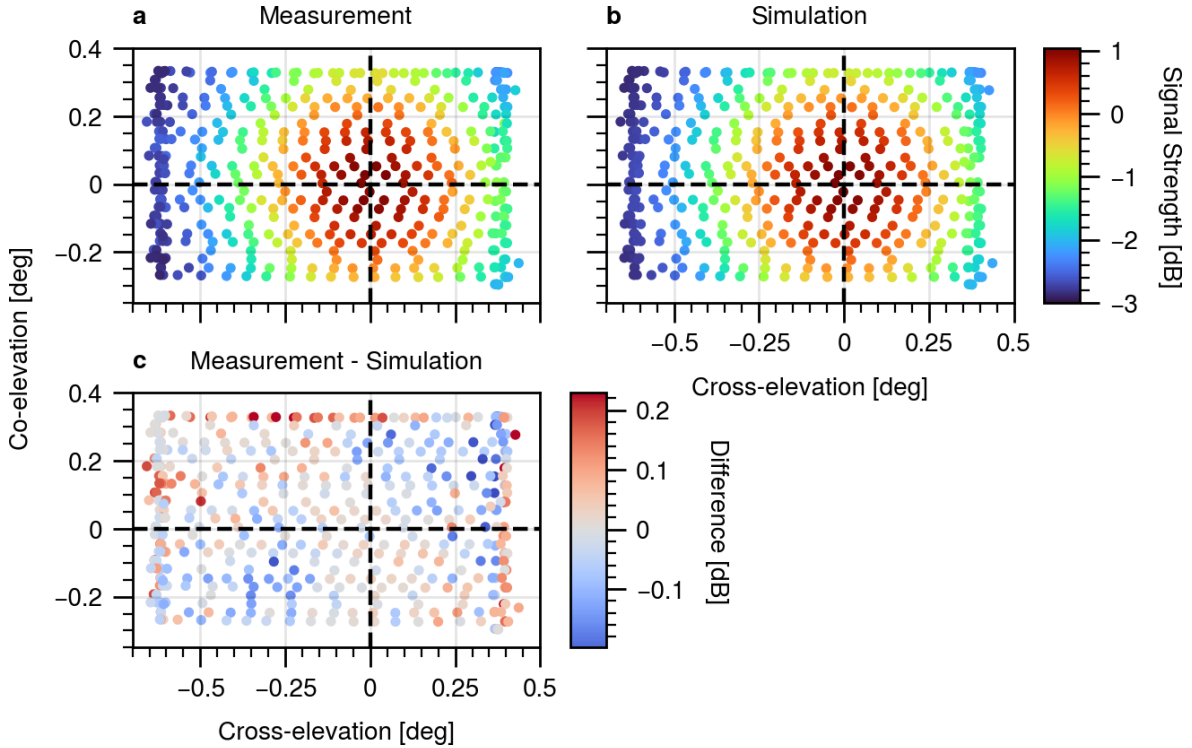 a Measurement
b Simulation
0.4
0.2
0
−0.2
1
0
−1
−2
−3
Signal Strength [dB]
−0.5 −0.25 0 0.25 0.5
Cross-elevation [deg]
Co-elevation [deg]
c Measurement - Simulation
0.4
0.2
0
−0.2
0.2
0.1
0
−0.1
Difference [dB]
−0.5 −0.25 0 0.25 0.5
Cross-elevation [deg]